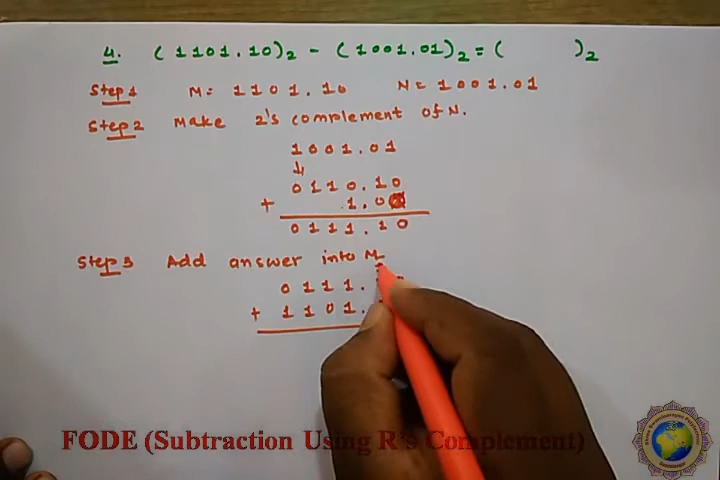 4. (1101.10)2 - (1001.01)2 = ( )2
Step 1 M= 1101.10 N= 1001.01
Step 2 Make 2's complement of N.
1001.01
↓
0110.10
+ 1.0
0111.10
Step 3 Add answer into M
0111.
+ 1101.
FODE (Subtraction Using R's Complement)